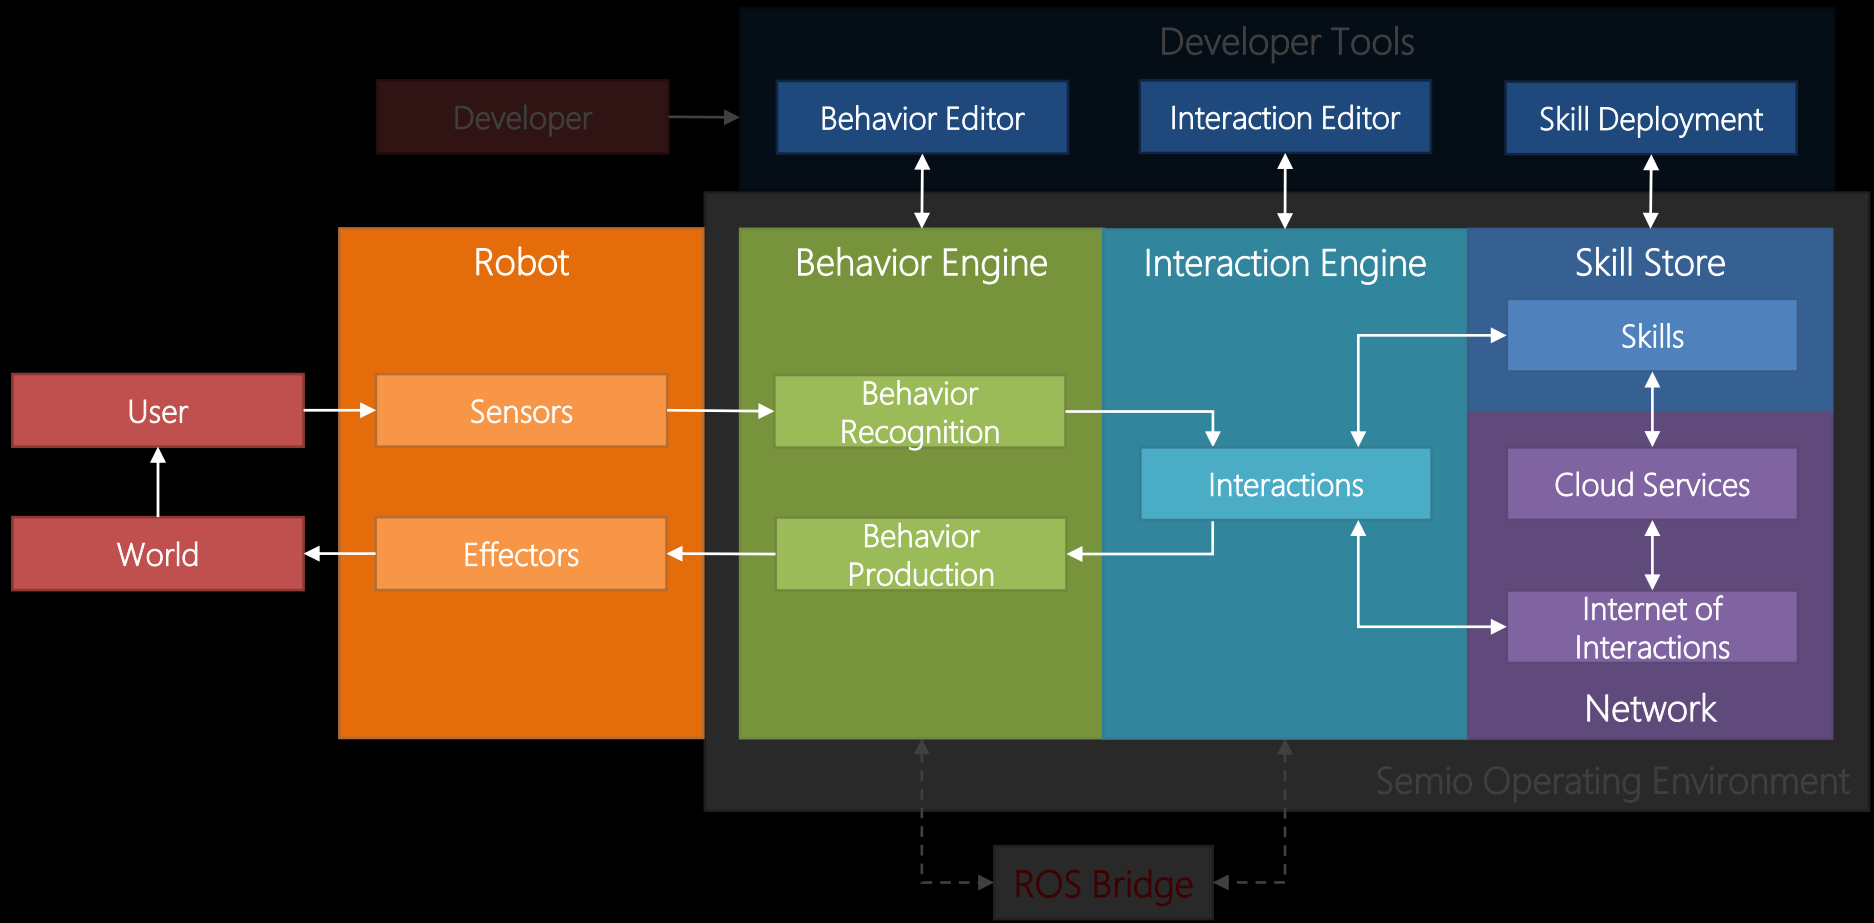 Developer Tools
Developer
Behavior Editor
Interaction Editor
Skill Deployment
Robot
Behavior Engine
Interaction Engine
Skill Store
Skills
User
Sensors
Behavior
Recognition
Interactions
Cloud Services
World
Effectors
Behavior
Production
Internet of
Interactions
Network
Semio Operating Environment
ROS Bridge